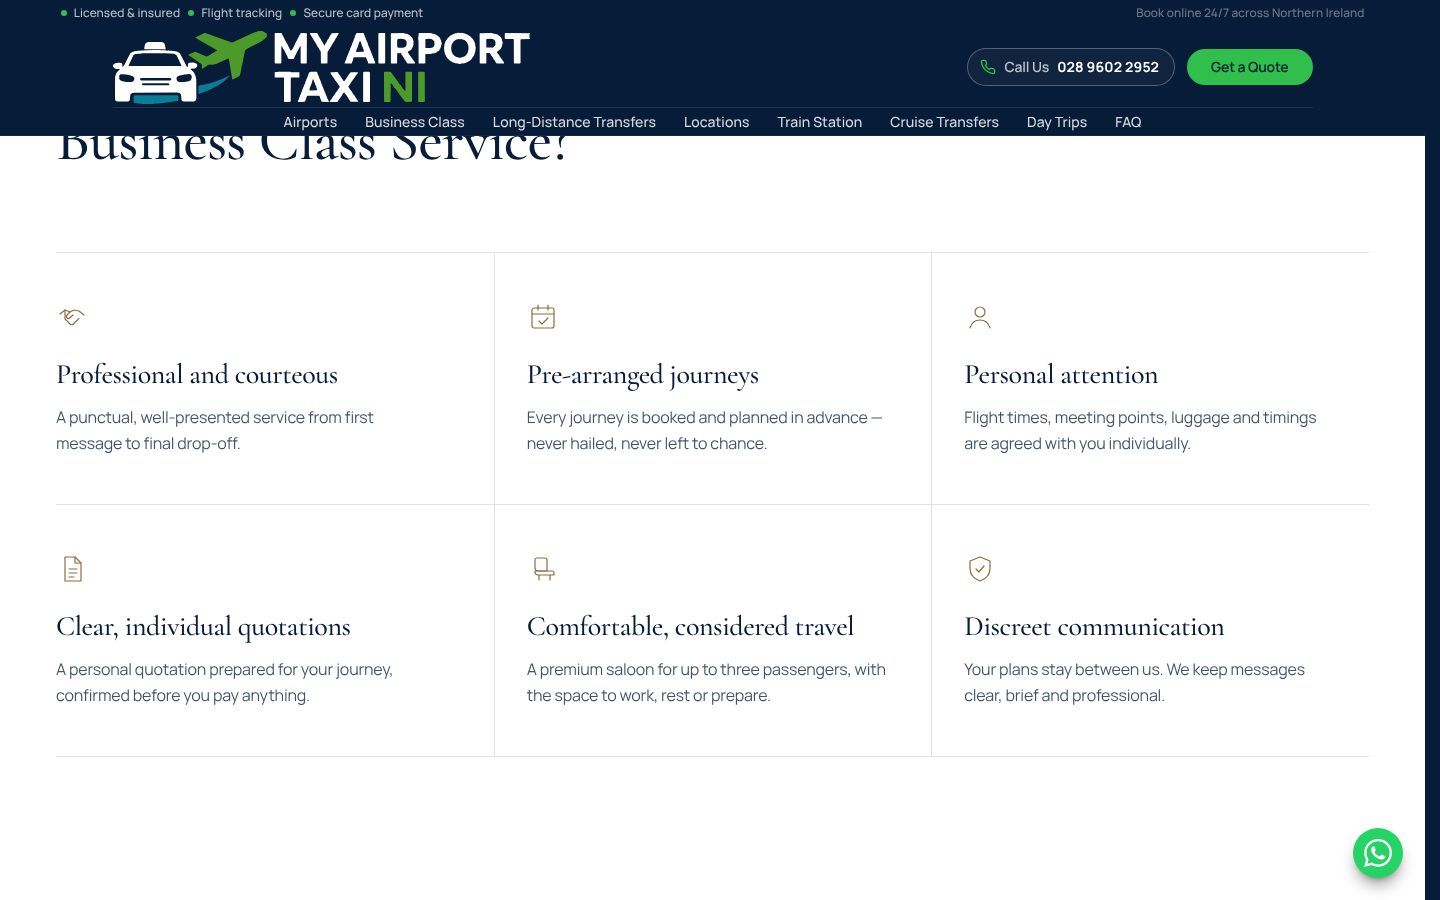 Licensed & insured
Flight tracking
Secure card payment
Book online 24/7 across Northern Ireland
MY AIRPORT
TAXI NI
Call Us 028 9602 2952
Get a Quote
Airports
Business Class
Long-Distance Transfers
Locations
Train Station
Cruise Transfers
Day Trips
FAQ
Business Class Service?
Professional and courteous
A punctual, well-presented service from first
message to final drop-off.
Pre-arranged journeys
Every journey is booked and planned in advance —
never hailed, never left to chance.
Personal attention
Flight times, meeting points, luggage and timings
are agreed with you individually.
Clear, individual quotations
A personal quotation prepared for your journey,
confirmed before you pay anything.
Comfortable, considered travel
A premium saloon for up to three passengers, with
the space to work, rest or prepare.
Discreet communication
Your plans stay between us. We keep messages
clear, brief and professional.